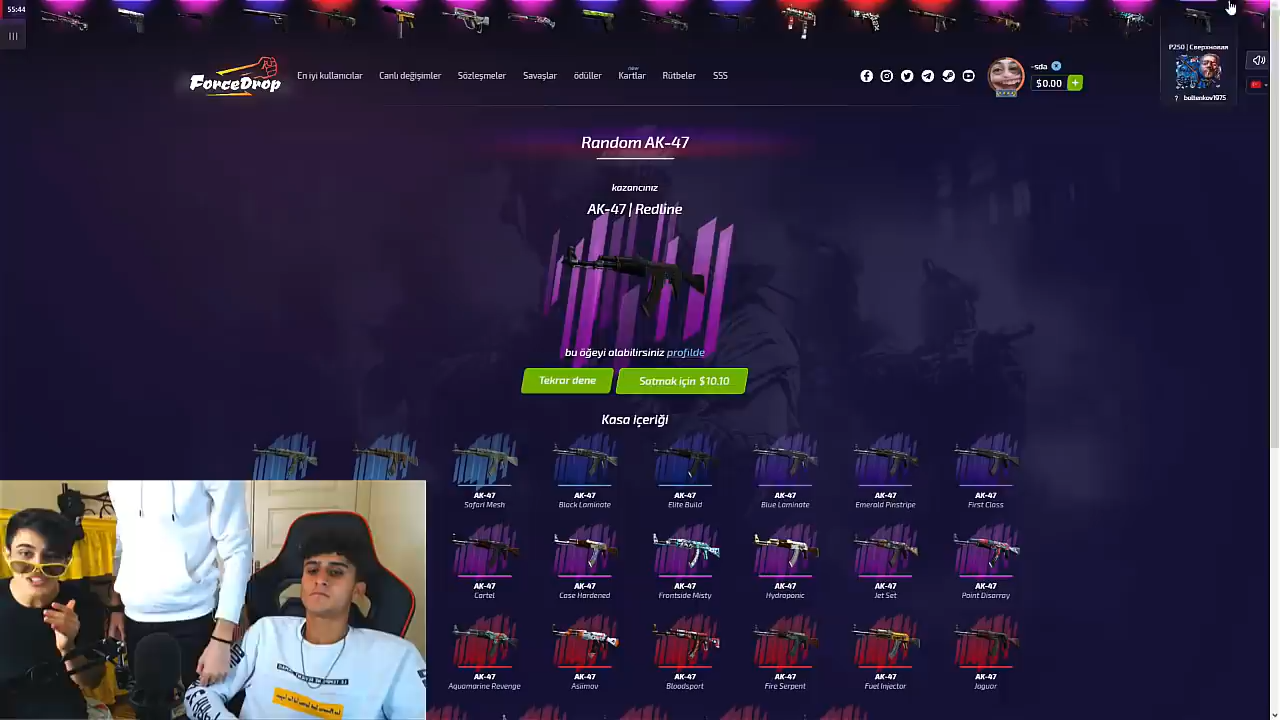 55:44
ForceDrop
En iyi kullanıcılar
Canlı değişimler
Sözleşmeler
Savaşlar
ödüller
new
Kartlar
Rütbeler
SSS
-sda
$0.00
P250 | Сверхновая
? boltenkov1975
Random AK-47
kazancınız
AK-47 | Redline
bu öğeyi alabilirsiniz profilde
Tekrar dene
Satmak için $10.10
Kasa içeriği
AK-47
Safari Mesh
AK-47
Black Laminate
AK-47
Elite Build
AK-47
Blue Laminate
AK-47
Emerald Pinstripe
AK-47
First Class
AK-47
Cartel
AK-47
Case Hardened
AK-47
Frontside Misty
AK-47
Hydroponic
AK-47
Jet Set
AK-47
Point Disarray
AK-47
Aquamarine Revenge
AK-47
Asiimov
AK-47
Bloodsport
AK-47
Fire Serpent
AK-47
Fuel Injector
AK-47
Jaguar